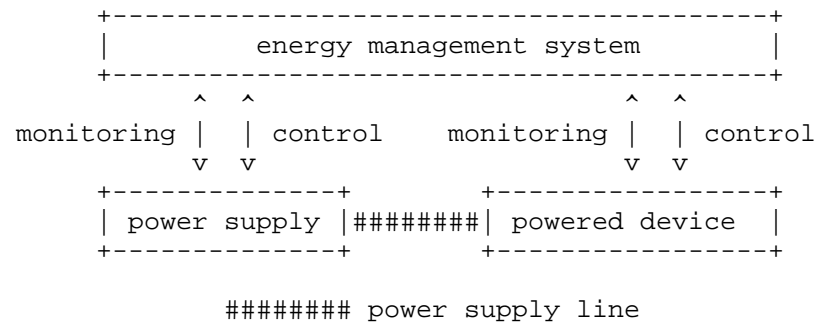 energy management system
monitoring control monitoring control
power supply ######## powered device
######## power supply line